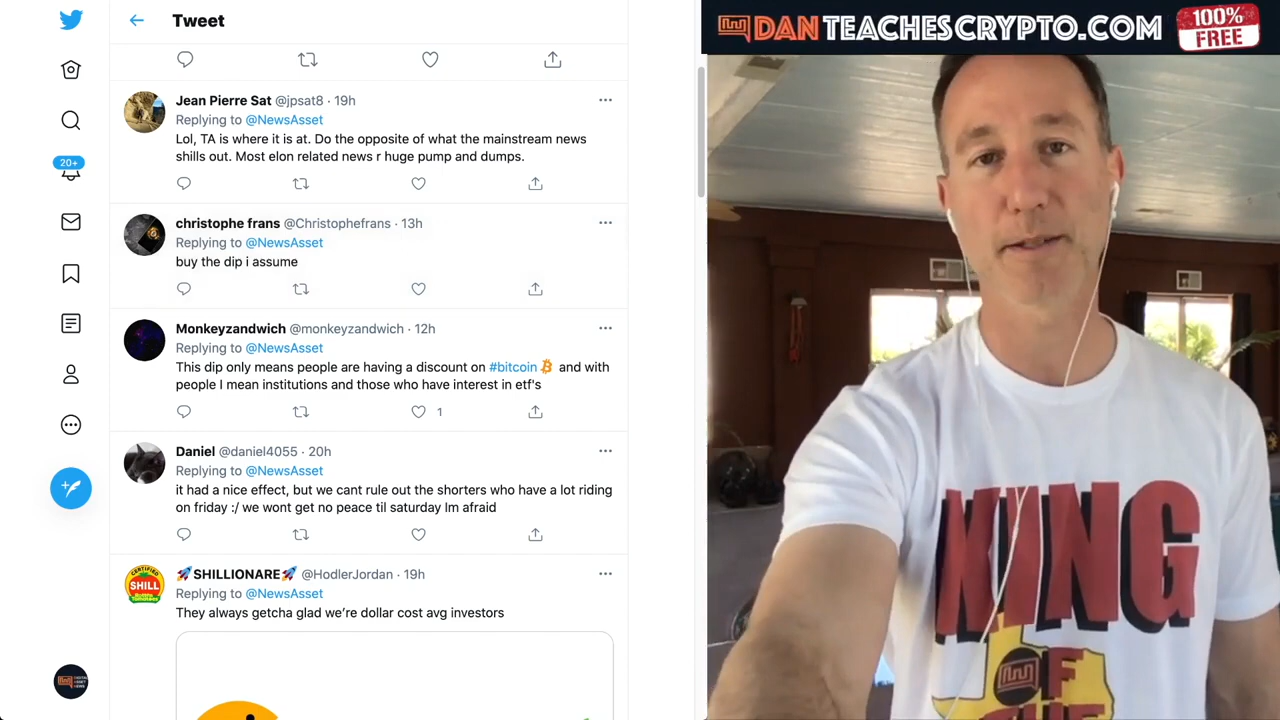 Tweet
Jean Pierre Sat @jpsat8 · 19h
Replying to @NewsAsset
Lol, TA is where it is at. Do the opposite of what the mainstream news
shills out. Most elon related news r huge pump and dumps.
christophe frans @Christophefrans · 13h
Replying to @NewsAsset
buy the dip i assume
20+
Monkeyzandwich @monkeyzandwich · 12h
Replying to @NewsAsset
This dip only means people are having a discount on #bitcoin and with
people I mean institutions and those who have interest in etf's
1
Daniel @daniel4055 · 20h
Replying to @NewsAsset
it had a nice effect, but we cant rule out the shorters who have a lot riding
on friday :/ we wont get no peace til saturday Im afraid
CERTIFIED
SHILL
🚀SHILLIONARE🚀 @HodlerJordan · 19h
Replying to @NewsAsset
They always getcha glad we're dollar cost avg investors
DANTEACHESCRYPTO.COM
100%
FREE
KING
OF
THE